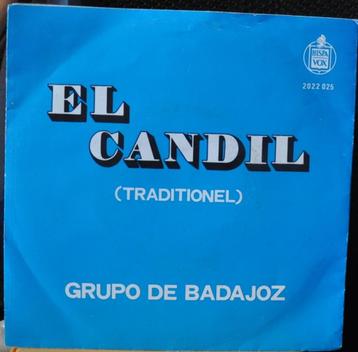 HISPA
VOX
2022 025
EL
CANDIL
(TRADITIONEL)
GRUPO DE BADAJOZ